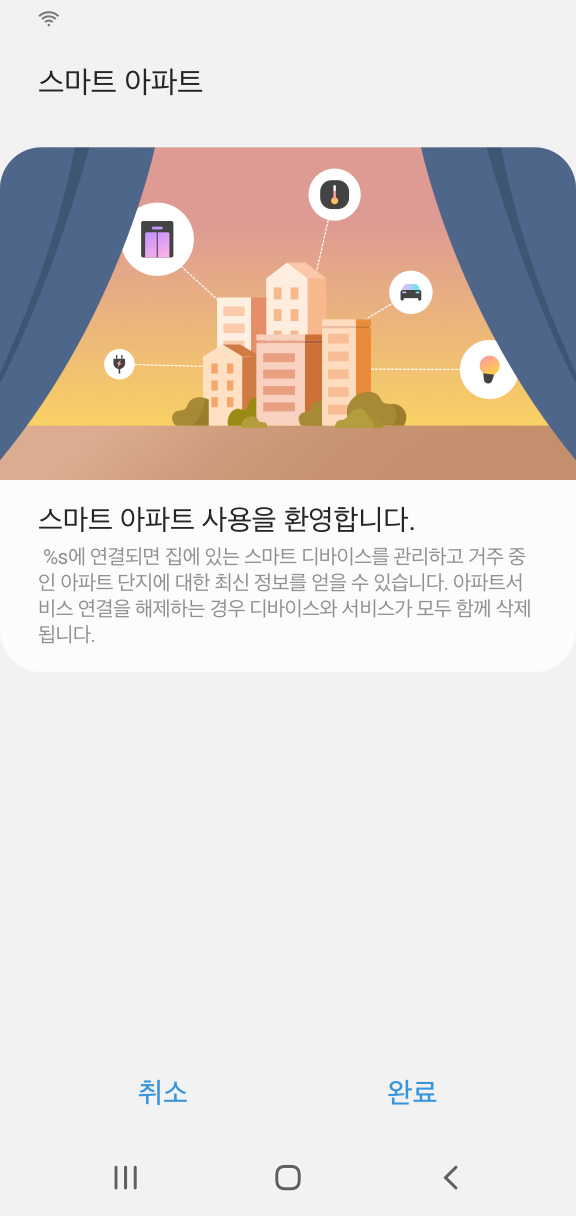 스마트 아파트
스마트 아파트 사용을 환영합니다.
%s에 연결되면 집에 있는 스마트 디바이스를 관리하고 거주 중
인 아파트 단지에 대한 최신 정보를 얻을 수 있습니다. 아파트서
비스 연결을 해제하는 경우 디바이스와 서비스가 모두 함께 삭제
됩니다.
취소
완료